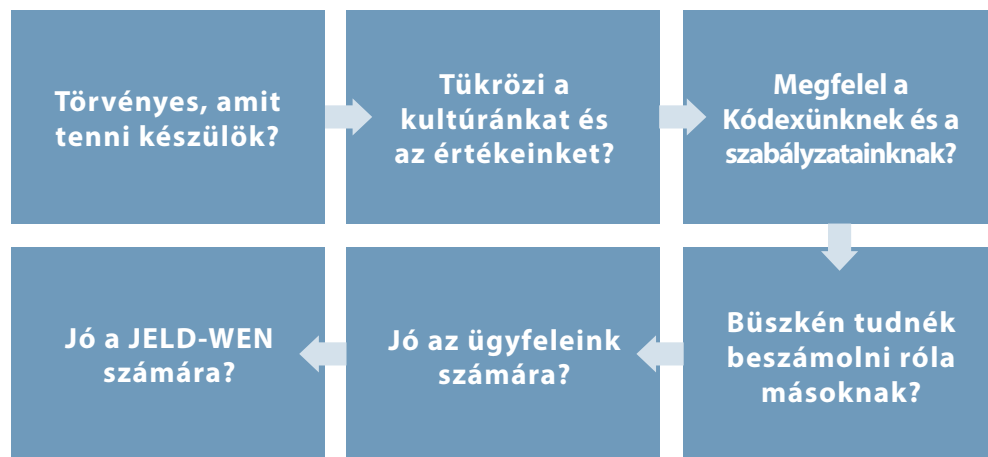 Törvényes, amit
tenni készülök?
Tükrözi a
kultúránkat és
az értékeinket?
Megfelel a
Kódexünknek és a
szabályzatainknak?
Büszkén tudnék
beszámolni róla
másoknak?
Jó az ügyfeleink
számára?
Jó a JELD-WEN
számára?